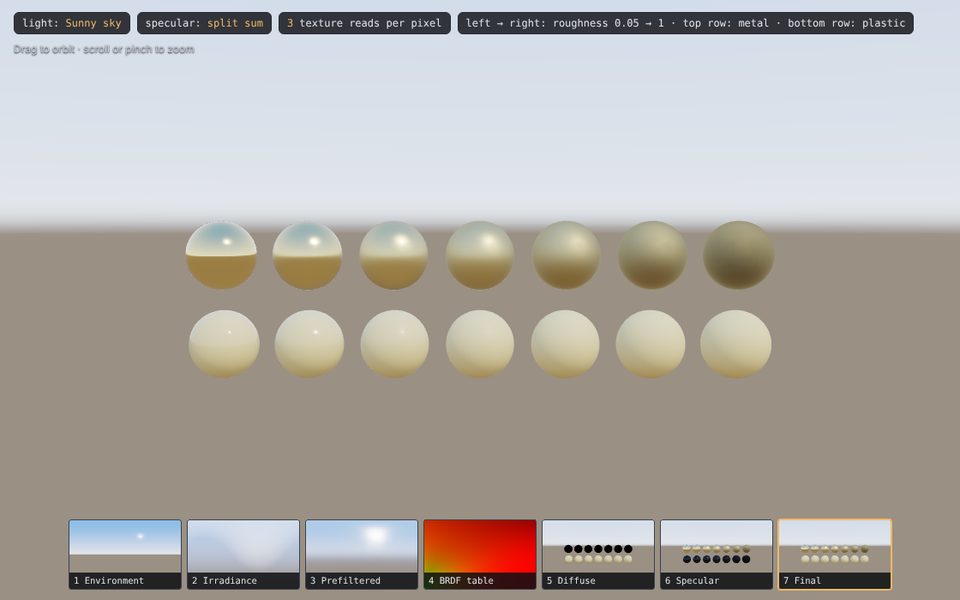 light: Sunny sky
specular: split sum
3 texture reads per pixel
left → right: roughness 0.05 → 1 · top row: metal · bottom row: plastic
Drag to orbit · scroll or pinch to zoom
1 Environment
2 Irradiance
3 Prefiltered
4 BRDF table
5 Diffuse
6 Specular
7 Final